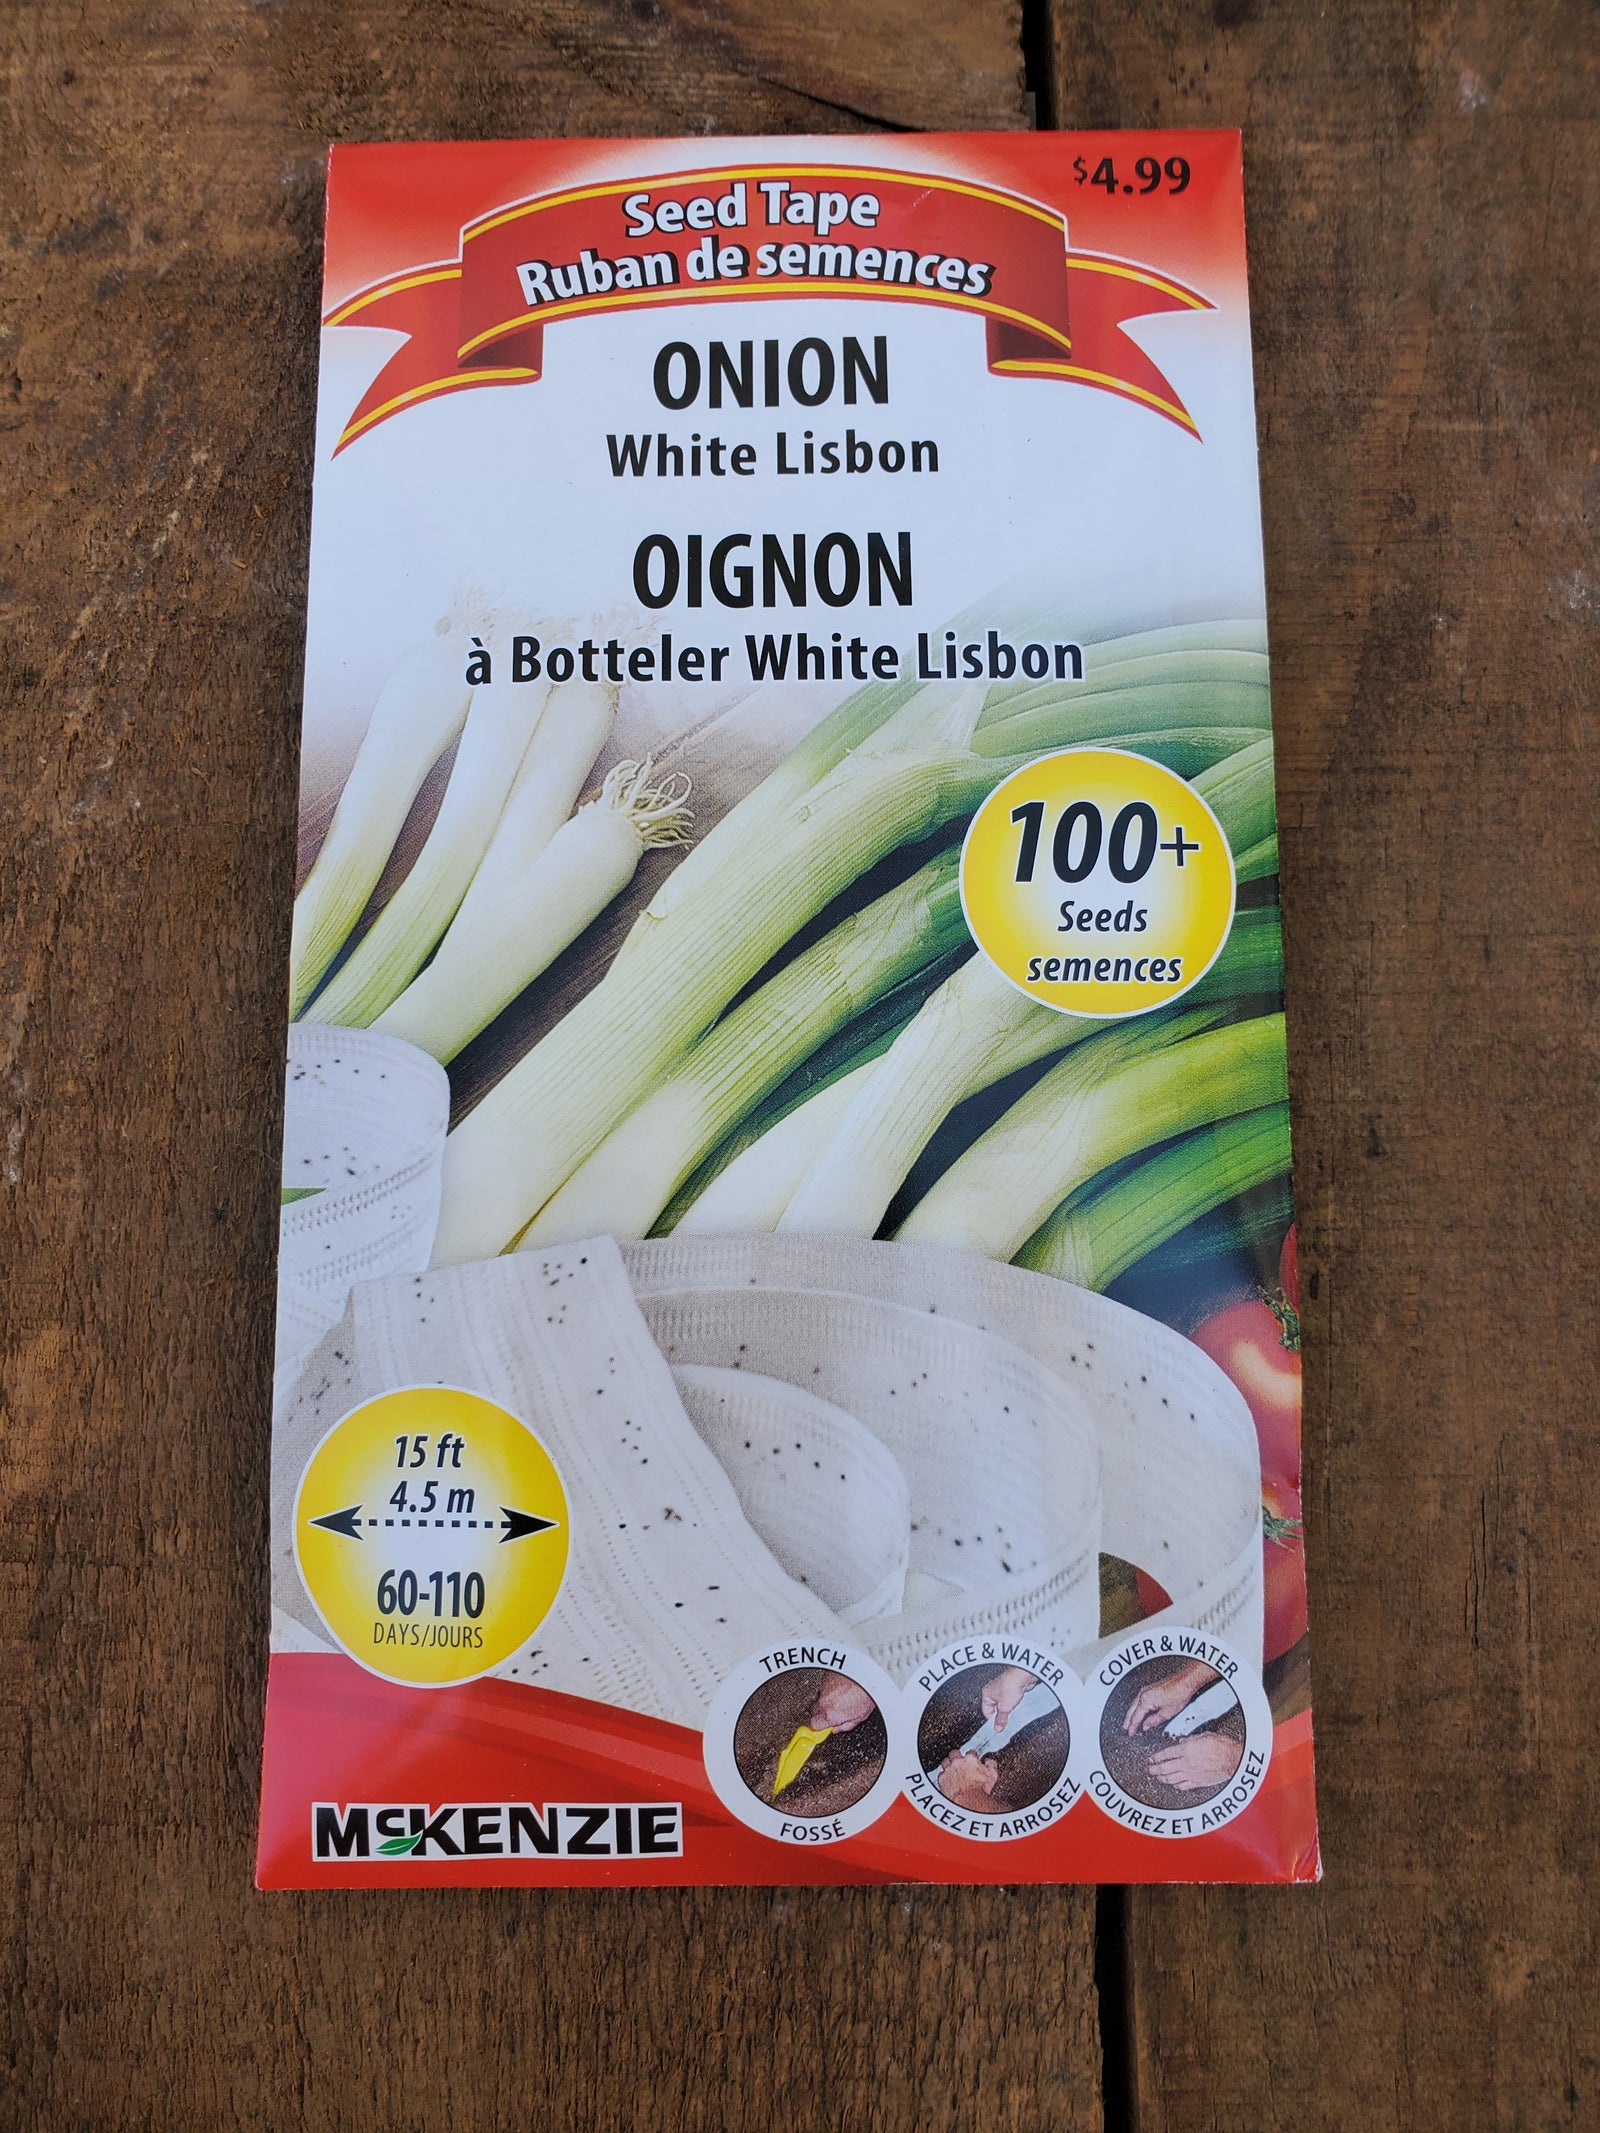 $4.99
Seed Tape
Ruban de semences
ONION
White Lisbon
OIGNON
à Botteler White Lisbon
100+
Seeds
semences
15 ft
4.5 m
60-110
DAYS/JOURS
TRENCH
FOSSÉ
PLACE & WATER
PLACEZ ET ARROSEZ
COVER & WATER
COUVREZ ET ARROSEZ
McKENZIE